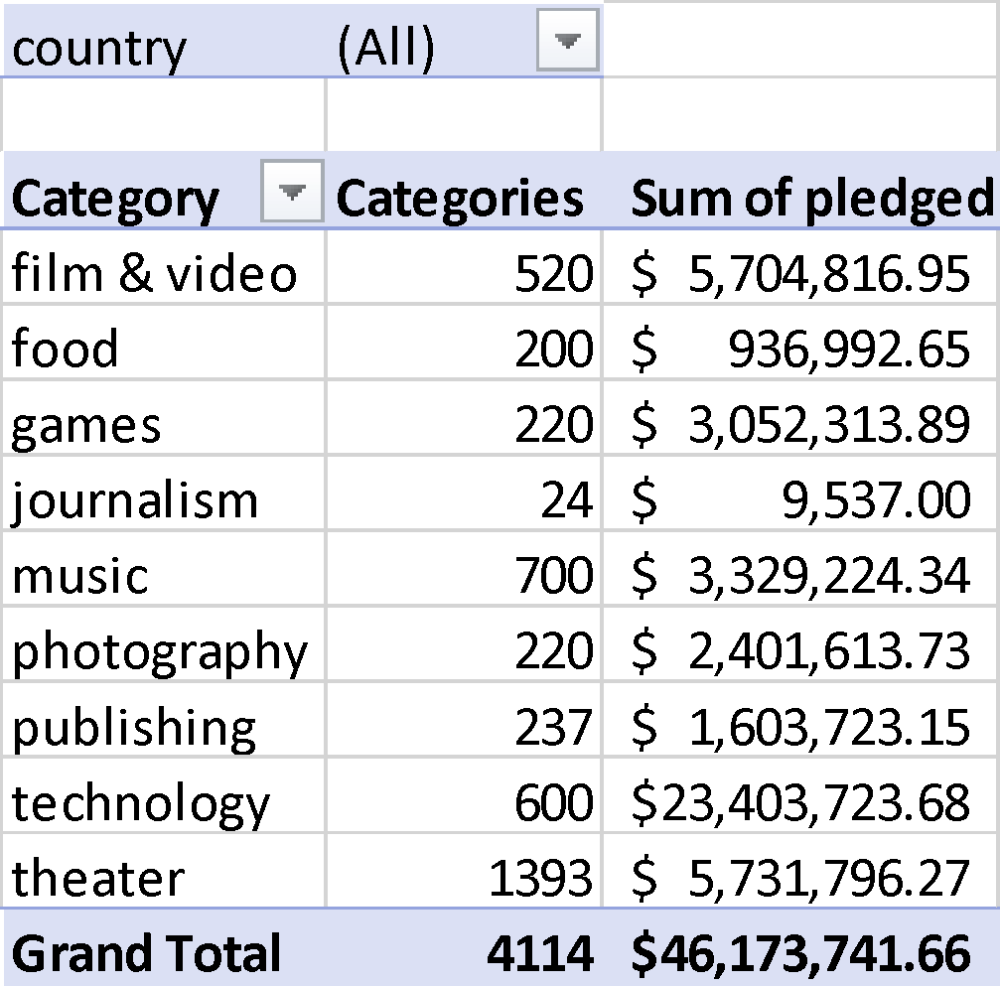 country (All)
Category Categories Sum of pledged
film & video 520 $ 5,704,816.95
food 200 $ 936,992.65
games 220 $ 3,052,313.89
journalism 24 $ 9,537.00
music 700 $ 3,329,224.34
photography 220 $ 2,401,613.73
publishing 237 $ 1,603,723.15
technology 600 $23,403,723.68
theater 1393 $ 5,731,796.27
Grand Total 4114 $46,173,741.66